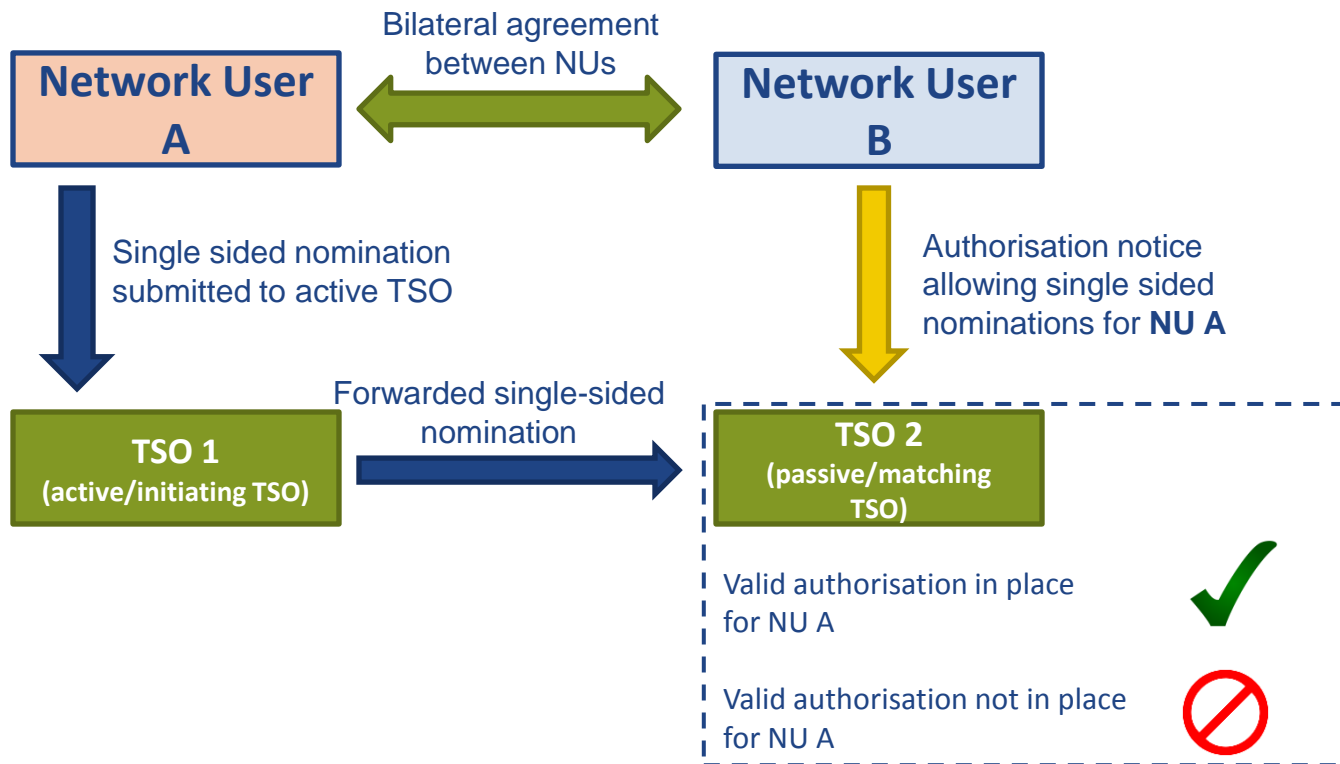 Bilateral agreement
between NUs
Network User
A
Network User
B
Single sided nomination
submitted to active TSO
Authorisation notice
allowing single sided
nominations for NU A
Forwarded single-sided
nomination
TSO 1
(active/initiating TSO)
TSO 2
(passive/matching
TSO)
Valid authorisation in place
for NU A
Valid authorisation not in place
for NU A